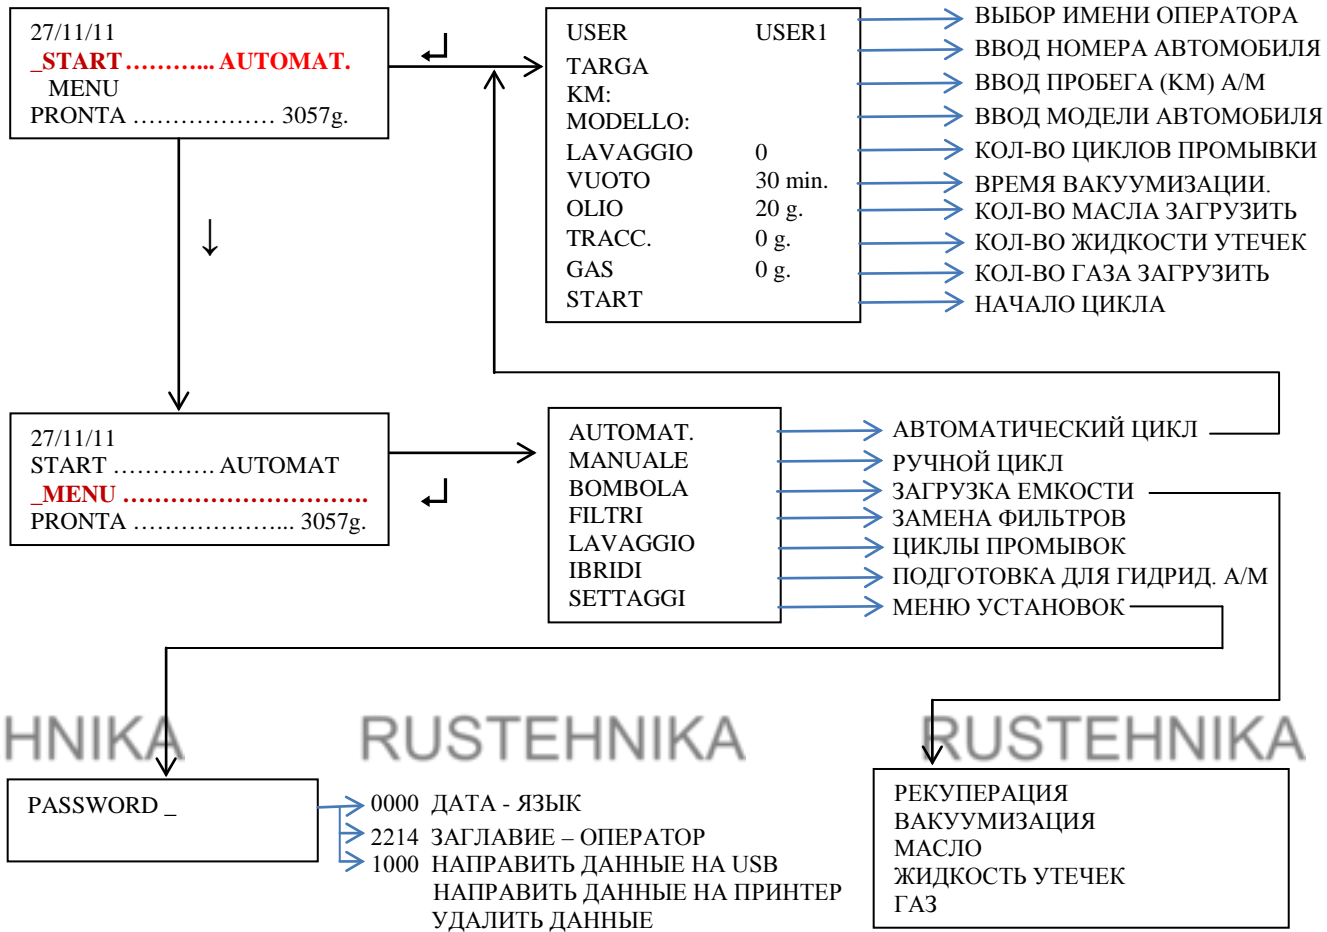 27/11/11
_START ………... AUTOMAT.
MENU
PRONTA ……………… 3057g.
USER USER1
TARGA
KM:
MODELLO:
LAVAGGIO 0
VUOTO 30 min.
OLIO 20 g.
TRACC. 0 g.
GAS 0 g.
START
ВЫБОР ИМЕНИ ОПЕРАТОРА
ВВОД НОМЕРА АВТОМОБИЛЯ
ВВОД ПРОБЕГА (KM) А/М
ВВОД МОДЕЛИ АВТОМОБИЛЯ
КОЛ-ВО ЦИКЛОВ ПРОМЫВКИ
ВРЕМЯ ВАКУУМИЗАЦИИ.
КОЛ-ВО МАСЛА ЗАГРУЗИТЬ
КОЛ-ВО ЖИДКОСТИ УТЕЧЕК
КОЛ-ВО ГАЗА ЗАГРУЗИТЬ
НАЧАЛО ЦИКЛА
27/11/11
START …………. AUTOMAT
_MENU ………………………….
PRONTA …………………... 3057g.
AUTOMAT.
MANUALE
BOMBOLA
FILTRI
LAVAGGIO
IBRIDI
SETTAGGI
АВТОМАТИЧЕСКИЙ ЦИКЛ
РУЧНОЙ ЦИКЛ
ЗАГРУЗКА ЕМКОСТИ
ЗАМЕНА ФИЛЬТРОВ
ЦИКЛЫ ПРОМЫВОК
ПОДГОТОВКА ДЛЯ ГИДРИД. А/М
МЕНЮ УСТАНОВОК
HNIKA RUSTEHNIKA RUSTEHNIKA
PASSWORD _
0000 ДАТА - ЯЗЫК
2214 ЗАГЛАВИЕ – ОПЕРАТОР
1000 НАПРАВИТЬ ДАННЫЕ НА USB
НАПРАВИТЬ ДАННЫЕ НА ПРИНТЕР
УДАЛИТЬ ДАННЫЕ
РЕКУПЕРАЦИЯ
ВАКУУМИЗАЦИЯ
МАСЛО
ЖИДКОСТЬ УТЕЧЕК
ГАЗ